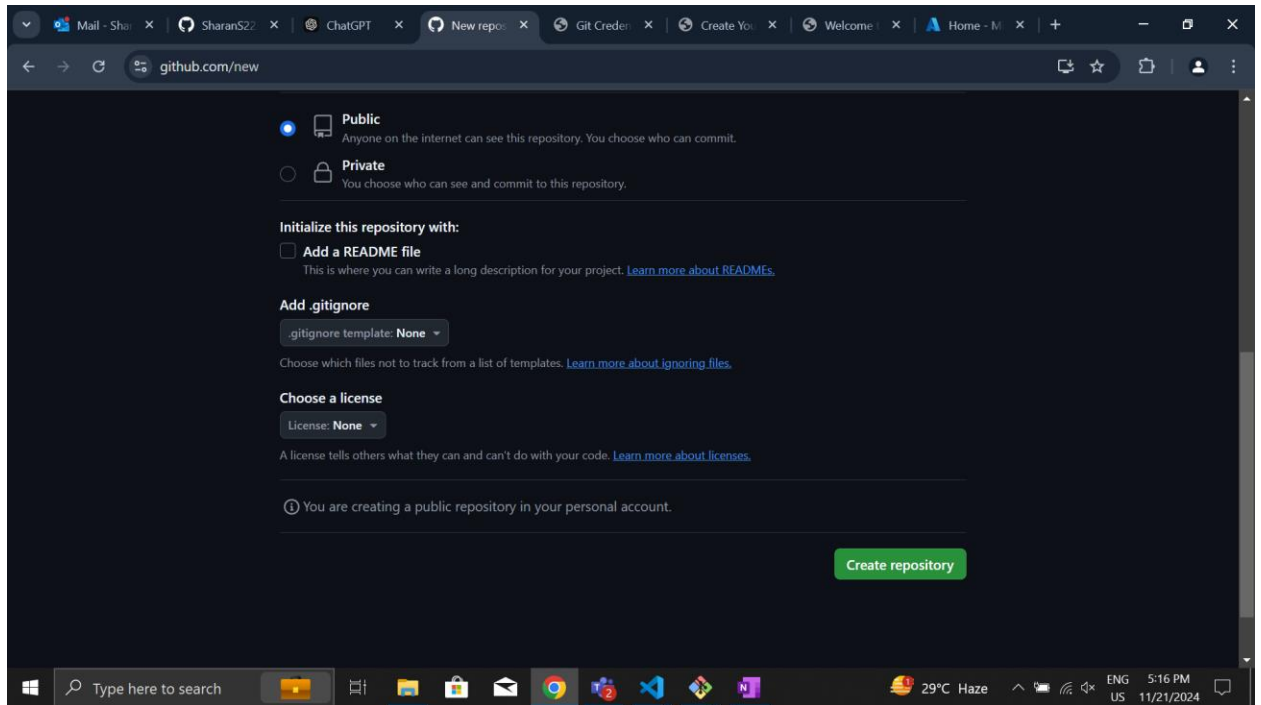 Mail - Shar
SharanS22
ChatGPT
New repos
Git Creden
Create You
Welcome t
Home - M
github.com/new
Public
Anyone on the internet can see this repository. You choose who can commit.
Private
You choose who can see and commit to this repository.
Initialize this repository with:
Add a README file
This is where you can write a long description for your project. Learn more about READMEs.
Add .gitignore
.gitignore template: None
Choose which files not to track from a list of templates. Learn more about ignoring files.
Choose a license
License: None
A license tells others what they can and can't do with your code. Learn more about licenses.
You are creating a public repository in your personal account.
Create repository
Type here to search
29°C Haze
ENG
US
5:16 PM
11/21/2024